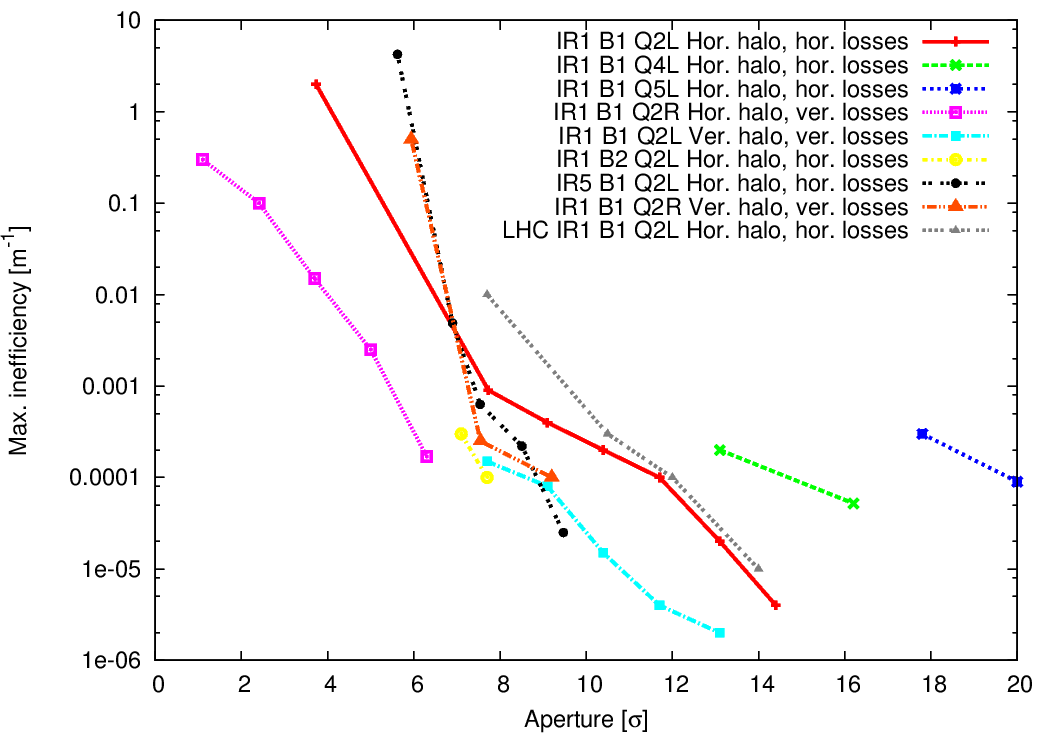 10
1
0.1
0.01
0.001
0.0001
1e-05
1e-06
Max. inefficiency [m-1]
IR1 B1 Q2L Hor. halo, hor. losses
IR1 B1 Q4L Hor. halo, hor. losses
IR1 B1 Q5L Hor. halo, hor. losses
IR1 B1 Q2R Hor. halo, ver. losses
IR1 B1 Q2L Ver. halo, ver. losses
IR1 B2 Q2L Hor. halo, hor. losses
IR5 B1 Q2L Hor. halo, hor. losses
IR1 B1 Q2R Ver. halo, ver. losses
LHC IR1 B1 Q2L Hor. halo, hor. losses
0 2 4 6 8 10 12 14 16 18 20
Aperture [σ]